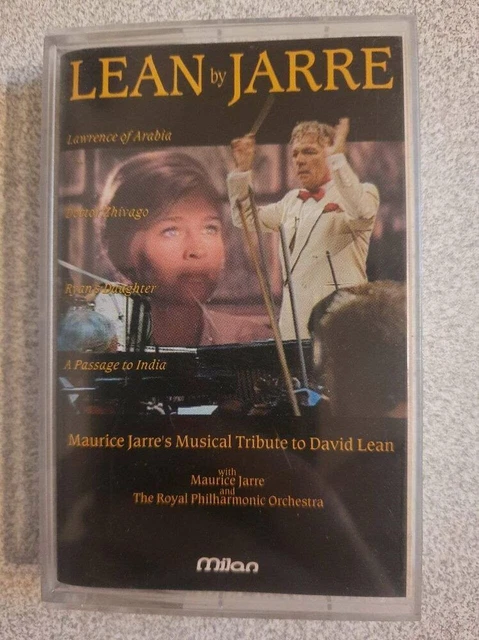 LEAN by JARRE
Lawrence of Arabia
Doctor Zhivago
Ryan's Daughter
A Passage to India
Maurice Jarre's Musical Tribute to David Lean
with
Maurice Jarre
and
The Royal Philharmonic Orchestra
milan